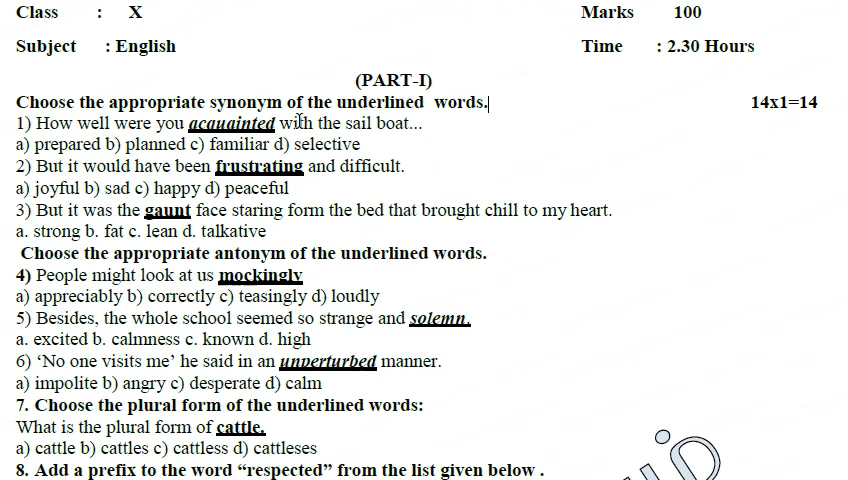 Class : X Marks 100
Subject : English Time : 2.30 Hours
(PART-I)
Choose the appropriate synonym of the underlined words. 14x1=14
1) How well were you acquainted with the sail boat...
a) prepared b) planned c) familiar d) selective
2) But it would have been frustrating and difficult.
a) joyful b) sad c) happy d) peaceful
3) But it was the gaunt face staring form the bed that brought chill to my heart.
a. strong b. fat c. lean d. talkative
Choose the appropriate antonym of the underlined words.
4) People might look at us mockingly
a) appreciably b) correctly c) teasingly d) loudly
5) Besides, the whole school seemed so strange and solemn.
a. excited b. calmness c. known d. high
6) ‘No one visits me’ he said in an unperturbed manner.
a) impolite b) angry c) desperate d) calm
7. Choose the plural form of the underlined words:
What is the plural form of cattle.
a) cattle b) cattles c) cattless d) cattleses
8. Add a prefix to the word “respected” from the list given below .